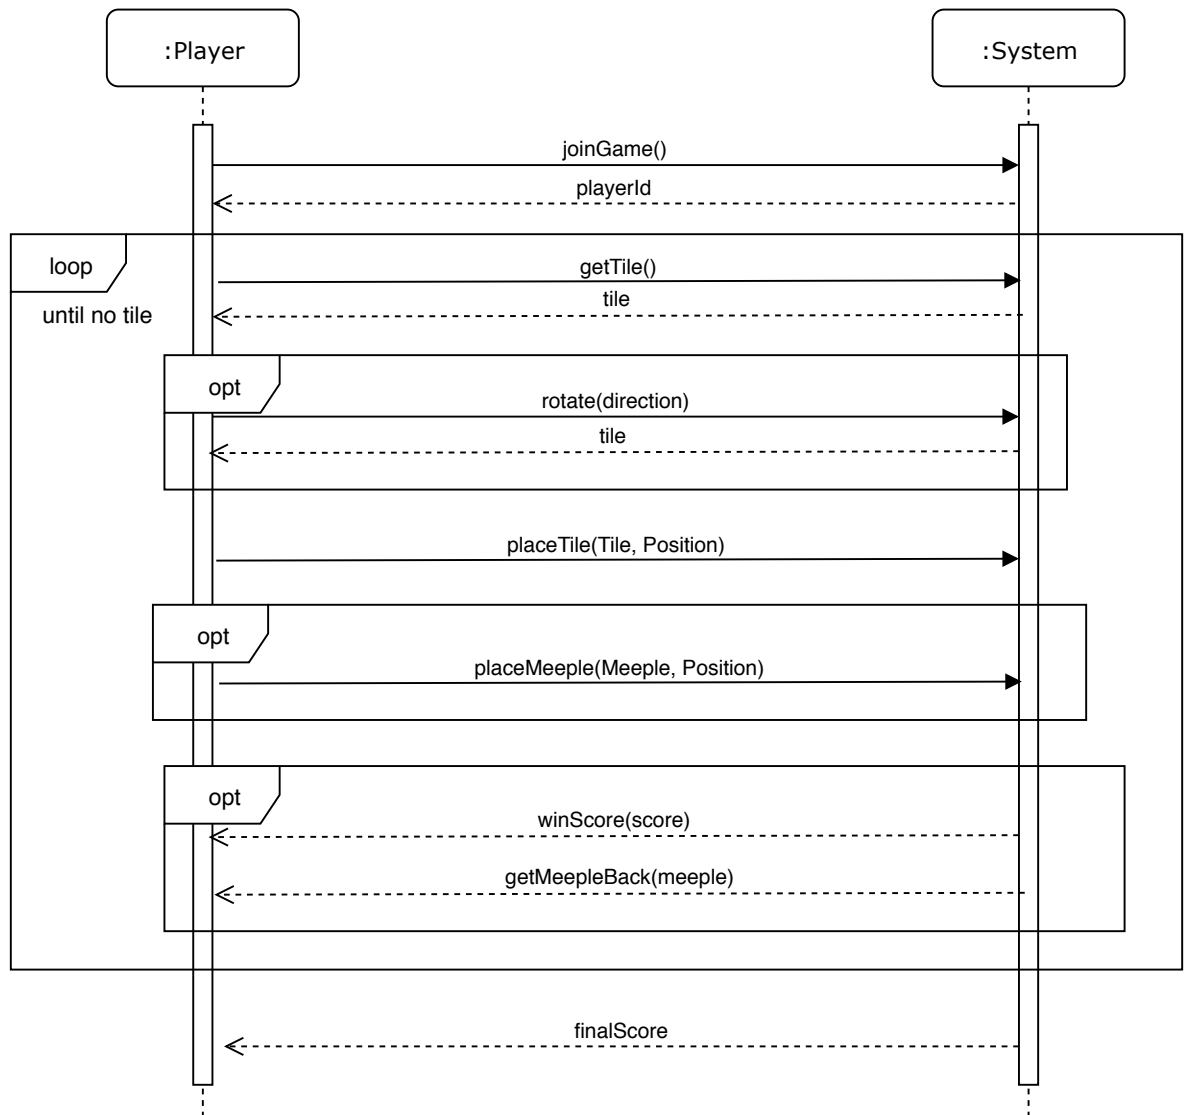 :Player
:System
joinGame()
playerId
loop
getTile()
tile
until no tile
opt
rotate(direction)
tile
placeTile(Tile, Position)
opt
placeMeeple(Meeple, Position)
opt
winScore(score)
getMeepleBack(meeple)
finalScore